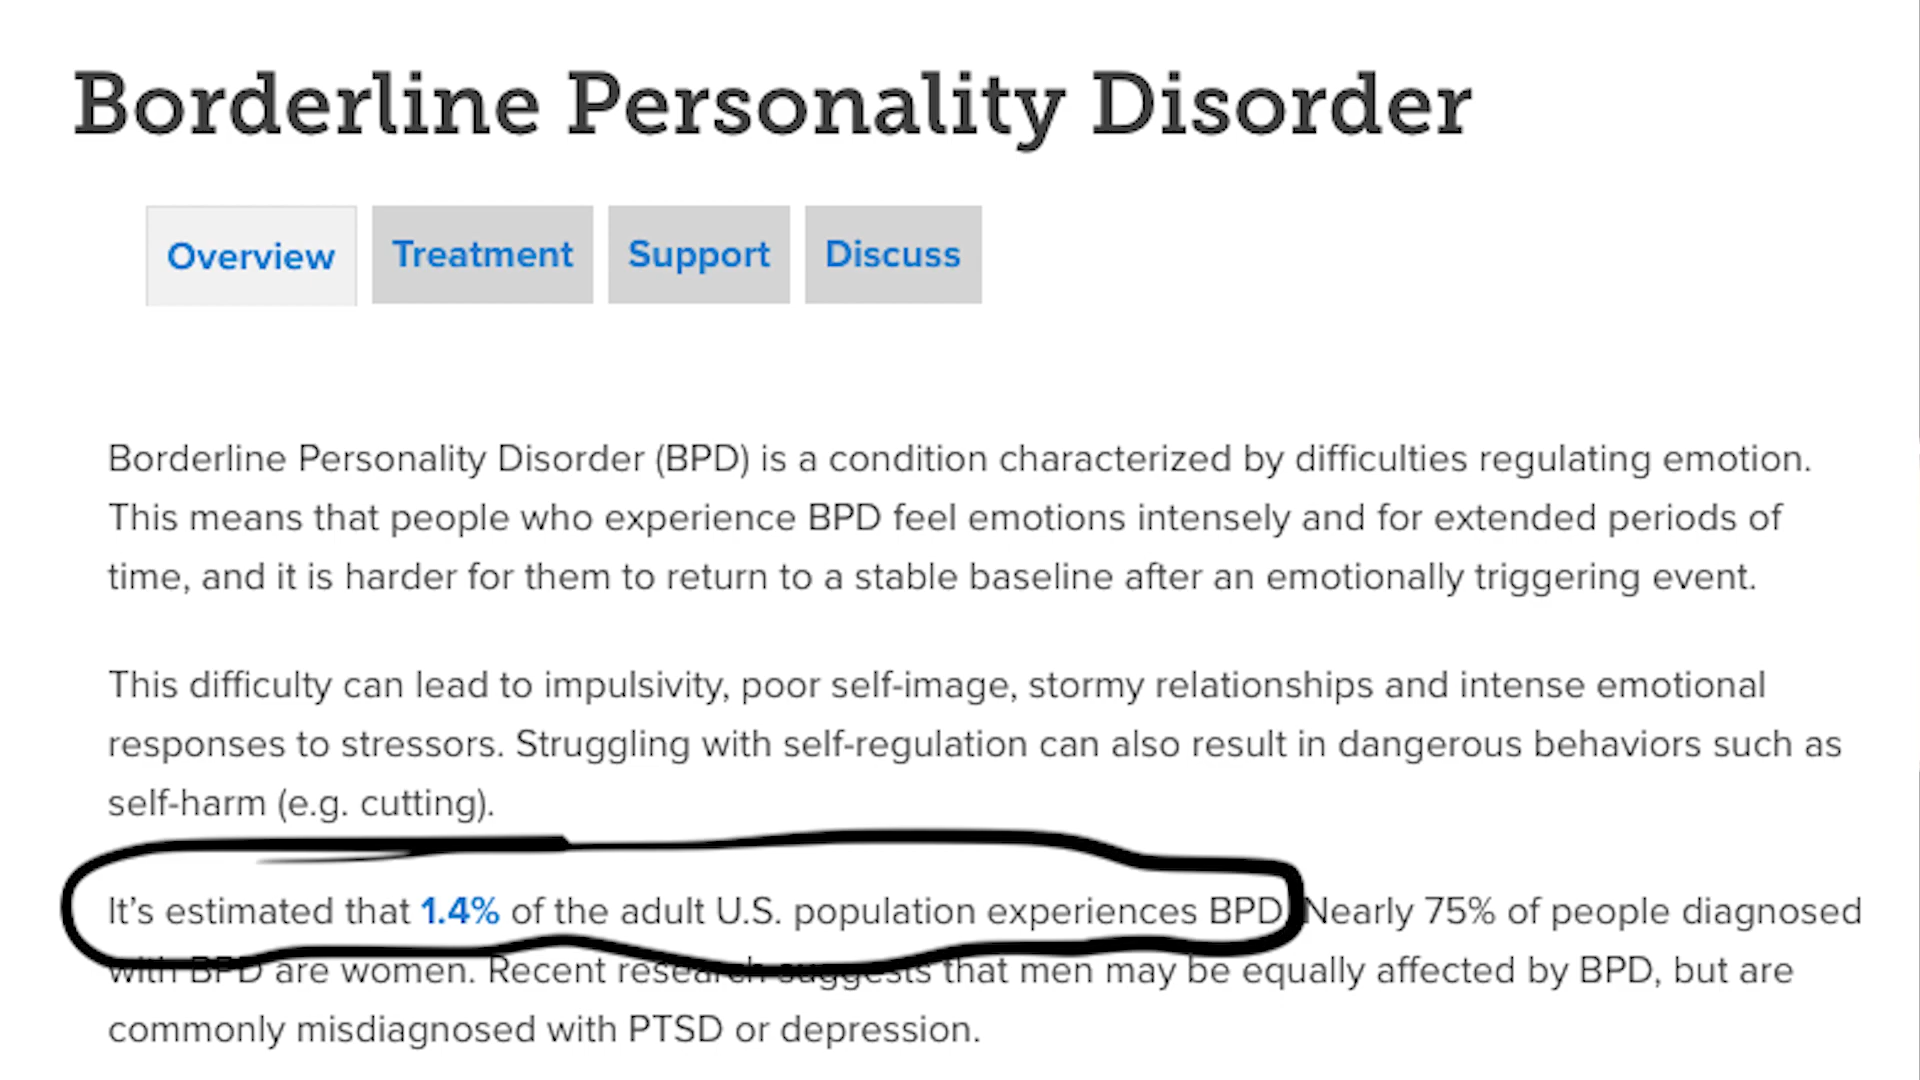 Borderline Personality Disorder
Overview Treatment Support Discuss
Borderline Personality Disorder (BPD) is a condition characterized by difficulties regulating emotion.
This means that people who experience BPD feel emotions intensely and for extended periods of
time, and it is harder for them to return to a stable baseline after an emotionally triggering event.
This difficulty can lead to impulsivity, poor self-image, stormy relationships and intense emotional
responses to stressors. Struggling with self-regulation can also result in dangerous behaviors such as
self-harm (e.g. cutting).
It’s estimated that 1.4% of the adult U.S. population experiences BPD. Nearly 75% of people diagnosed
with BPD are women. Recent research suggests that men may be equally affected by BPD, but are
commonly misdiagnosed with PTSD or depression.